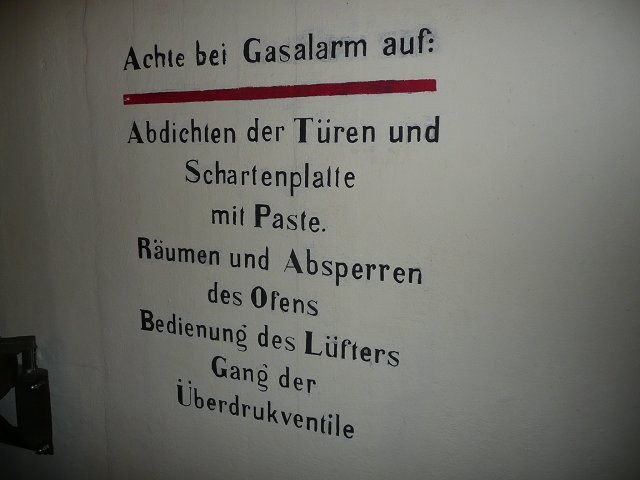 Achte bei Gasalarm auf:
Abdichten der Türen und
Schartenplatte
mit Paste.
Räumen und Absperren
des Ofens
Bedienung des Lüfters
Gang der
Überdrukventile